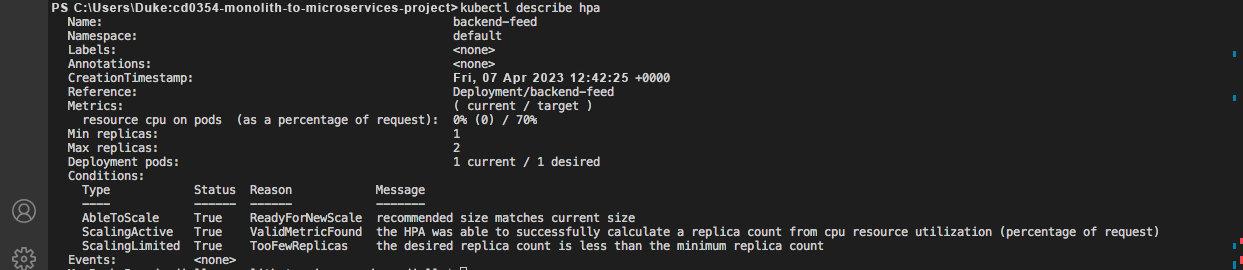 PS C:\Users\Duke:cd0354-monolith-to-microservices-project>kubectl describe hpa
Name: backend-feed
Namespace: default
Labels: <none>
Annotations: <none>
CreationTimestamp: Fri, 07 Apr 2023 12:42:25 +0000
Reference: Deployment/backend-feed
Metrics: ( current / target )
resource cpu on pods (as a percentage of request): 0% (0) / 70%
Min replicas: 1
Max replicas: 2
Deployment pods: 1 current / 1 desired
Conditions:
Type Status Reason Message
---- ------ ------ -------
AbleToScale True ReadyForNewScale recommended size matches current size
ScalingActive True ValidMetricFound the HPA was able to successfully calculate a replica count from cpu resource utilization (percentage of request)
ScalingLimited True TooFewReplicas the desired replica count is less than the minimum replica count
Events: <none>